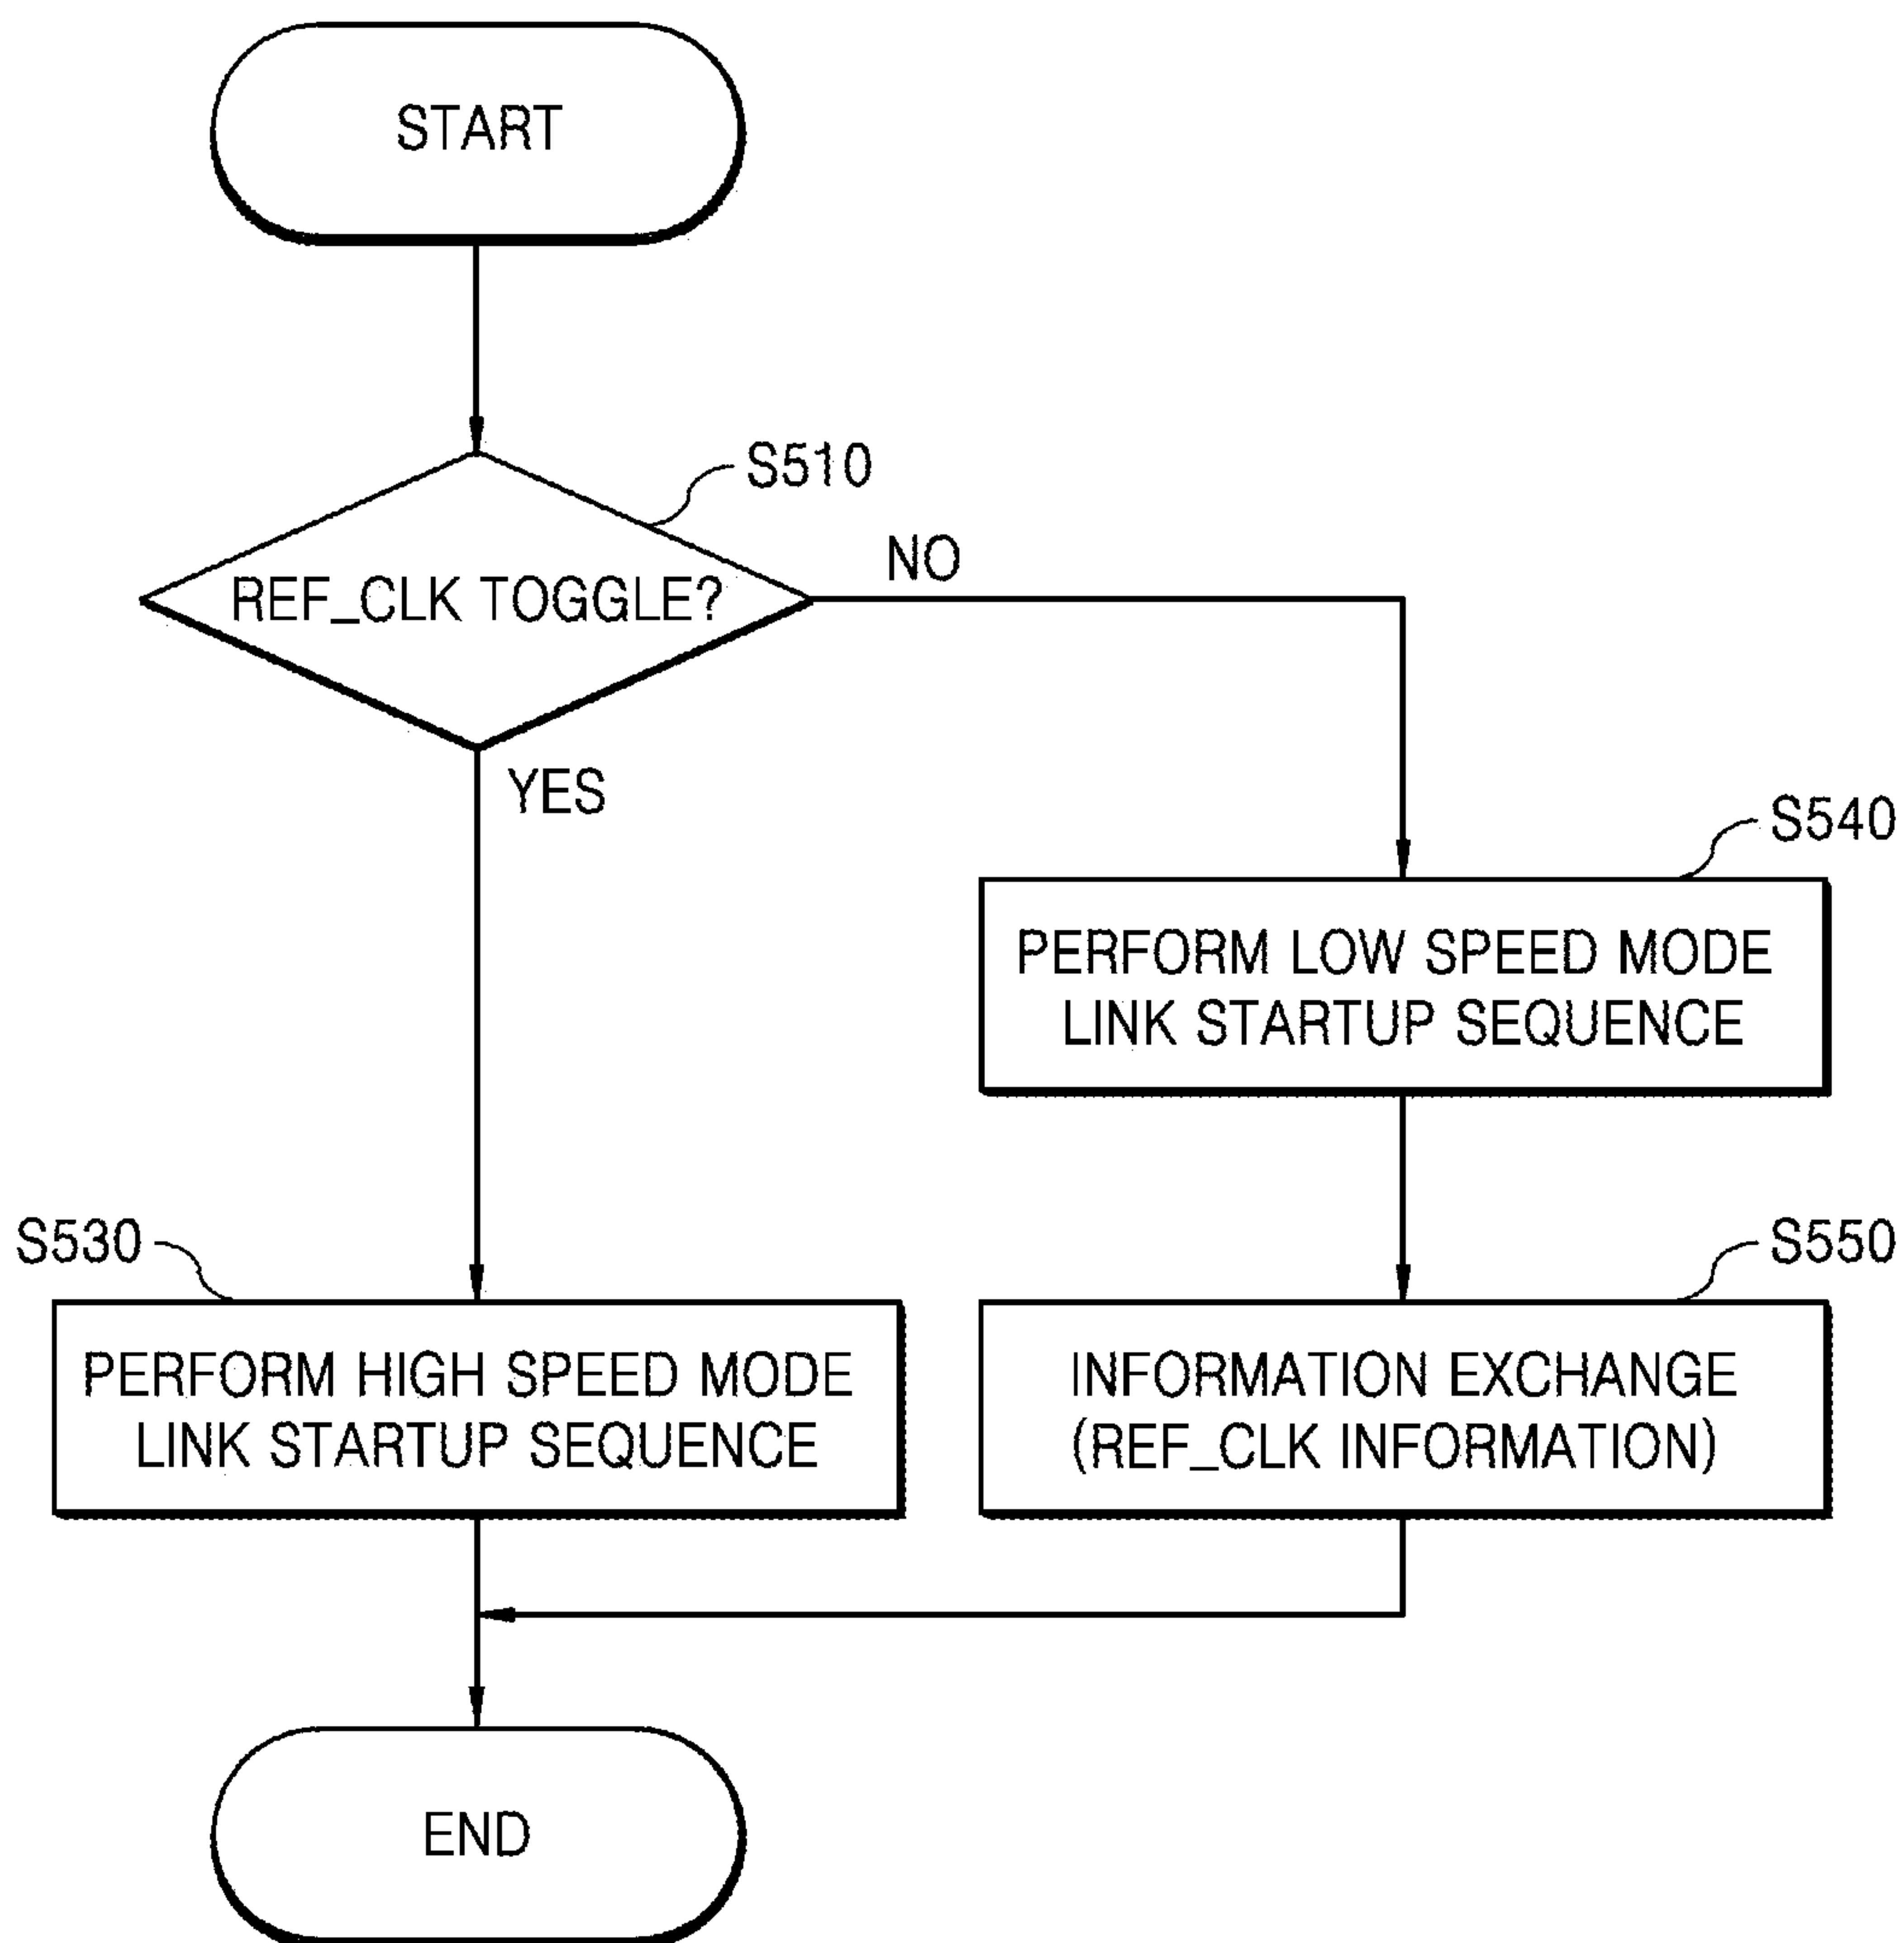 START
S510
REF_CLK TOGGLE?
NO
YES
S540
PERFORM LOW SPEED MODE
LINK STARTUP SEQUENCE
S530
PERFORM HIGH SPEED MODE
LINK STARTUP SEQUENCE
S550
INFORMATION EXCHANGE
(REF_CLK INFORMATION)
END